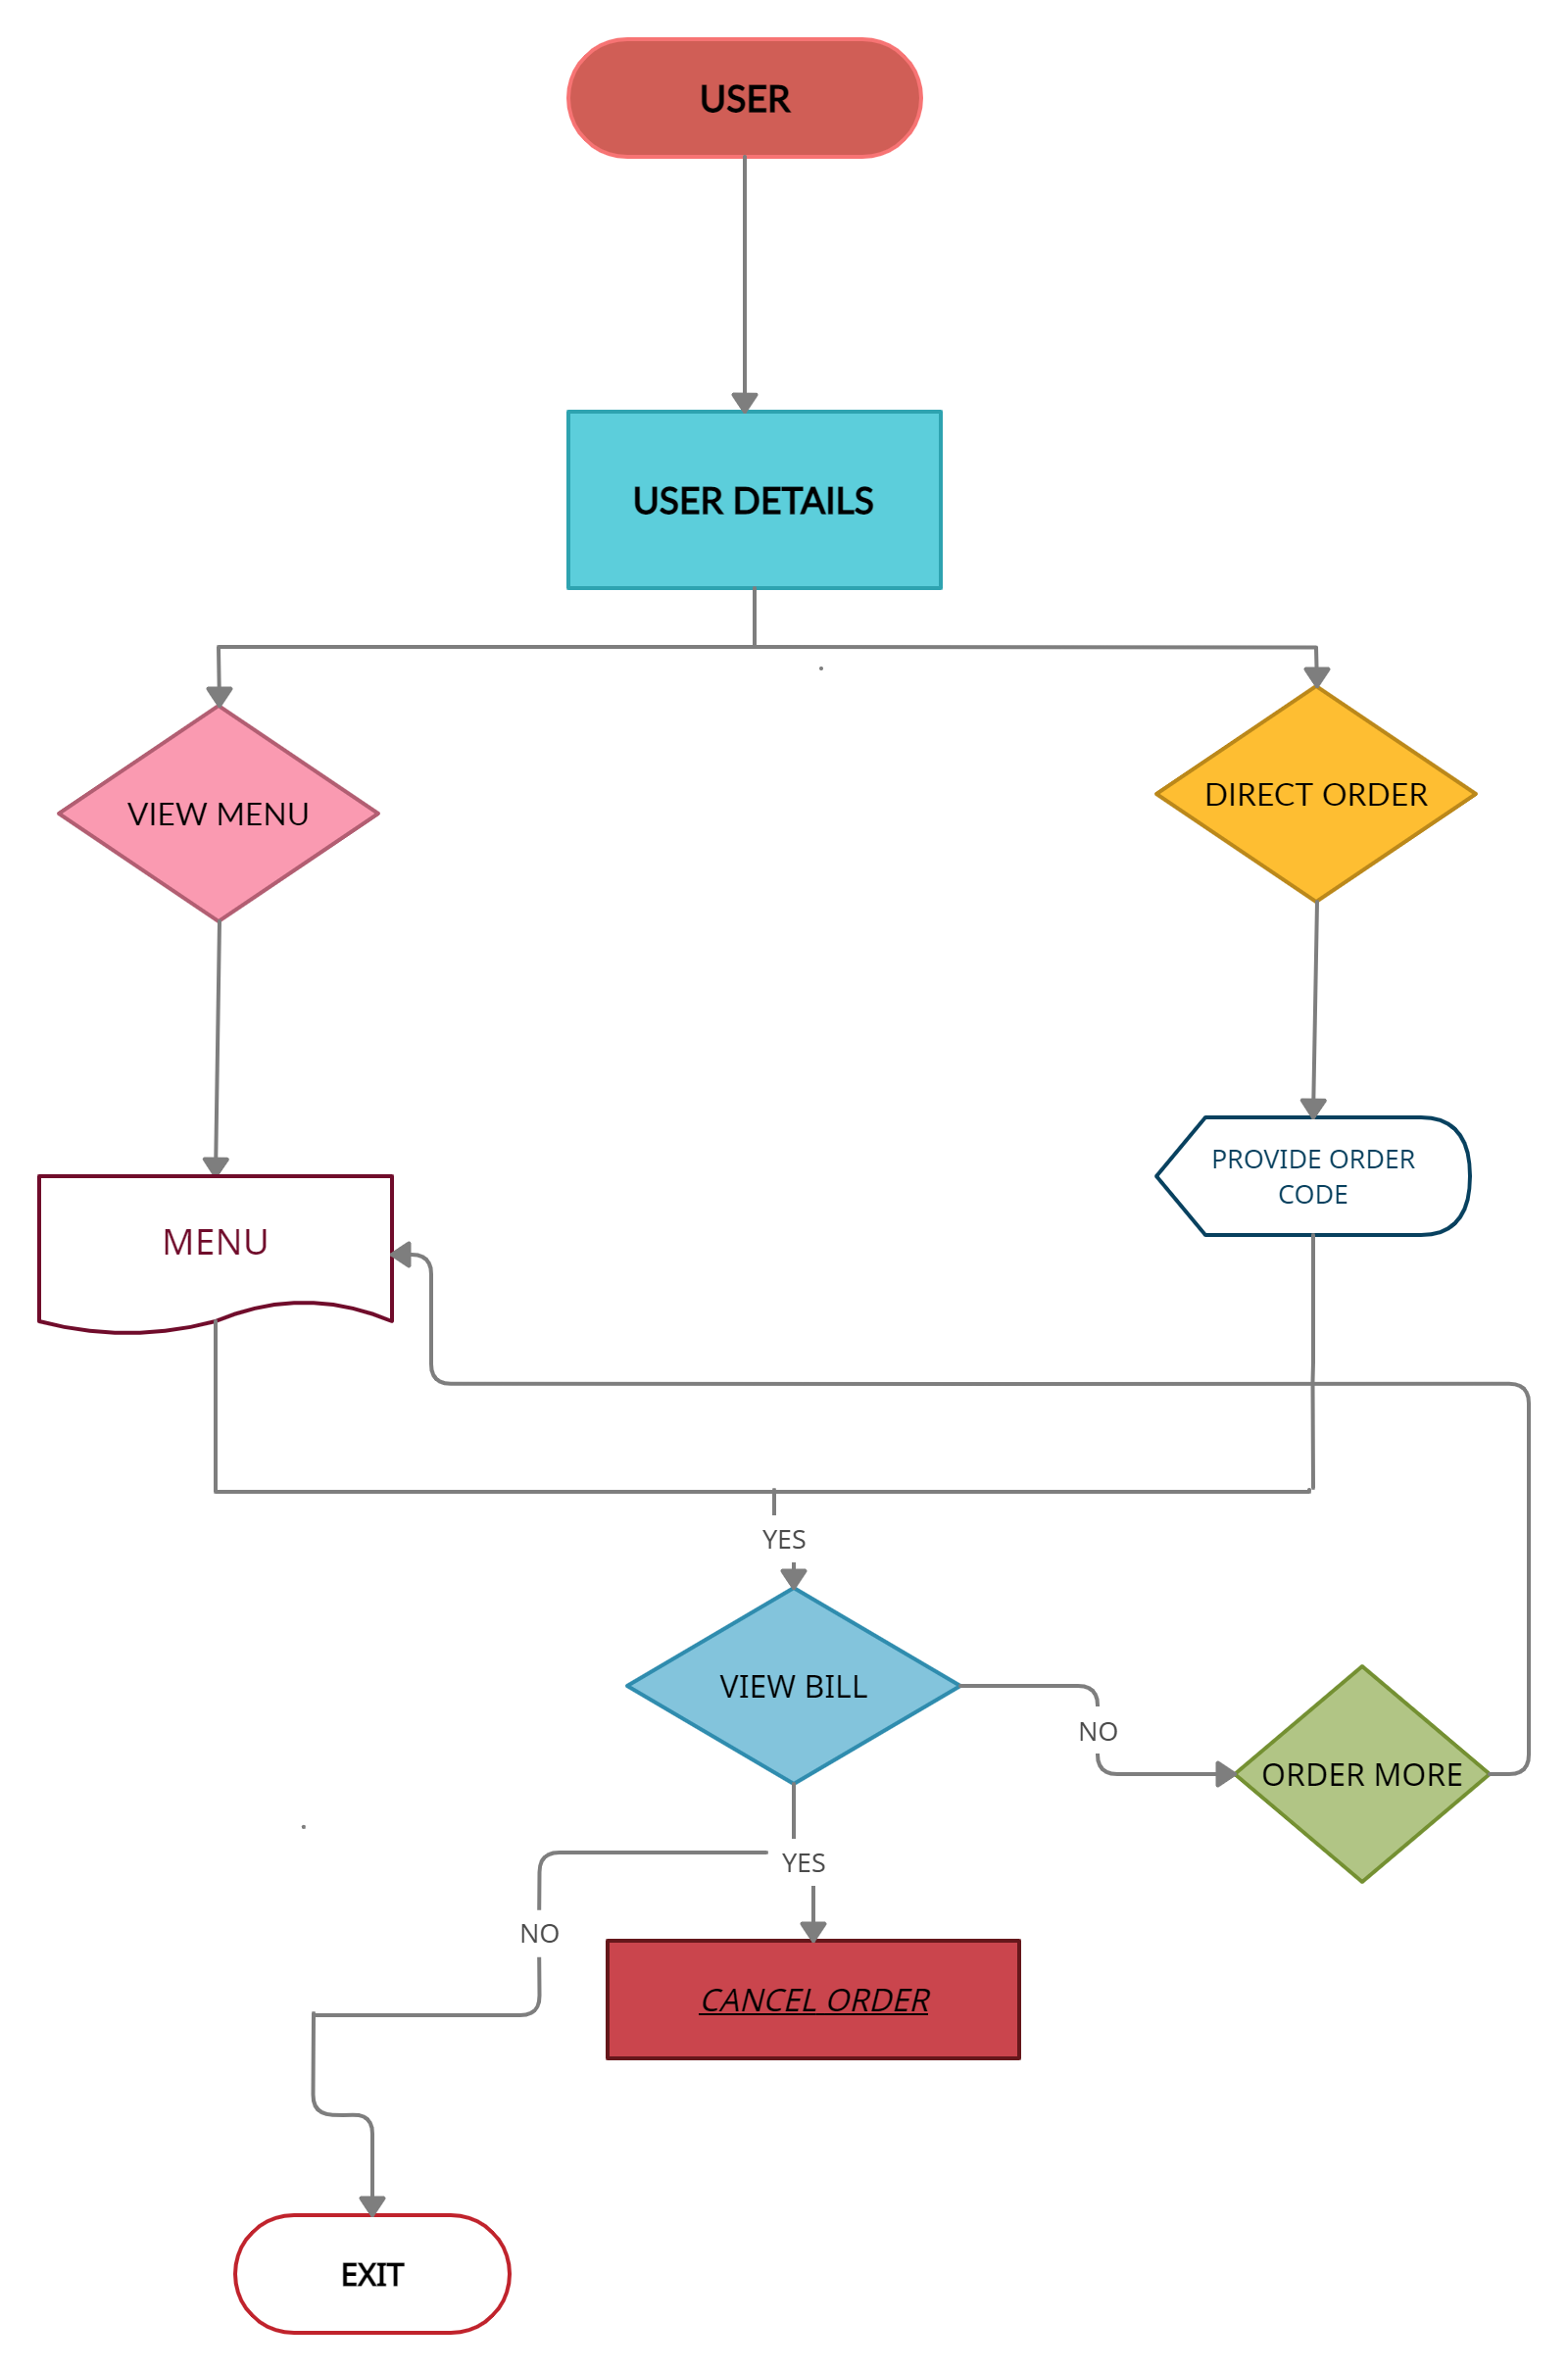 USER
USER DETAILS
VIEW MENU
DIRECT ORDER
PROVIDE ORDER
CODE
MENU
YES
VIEW BILL
NO
ORDER MORE
YES
NO
CANCEL ORDER
EXIT